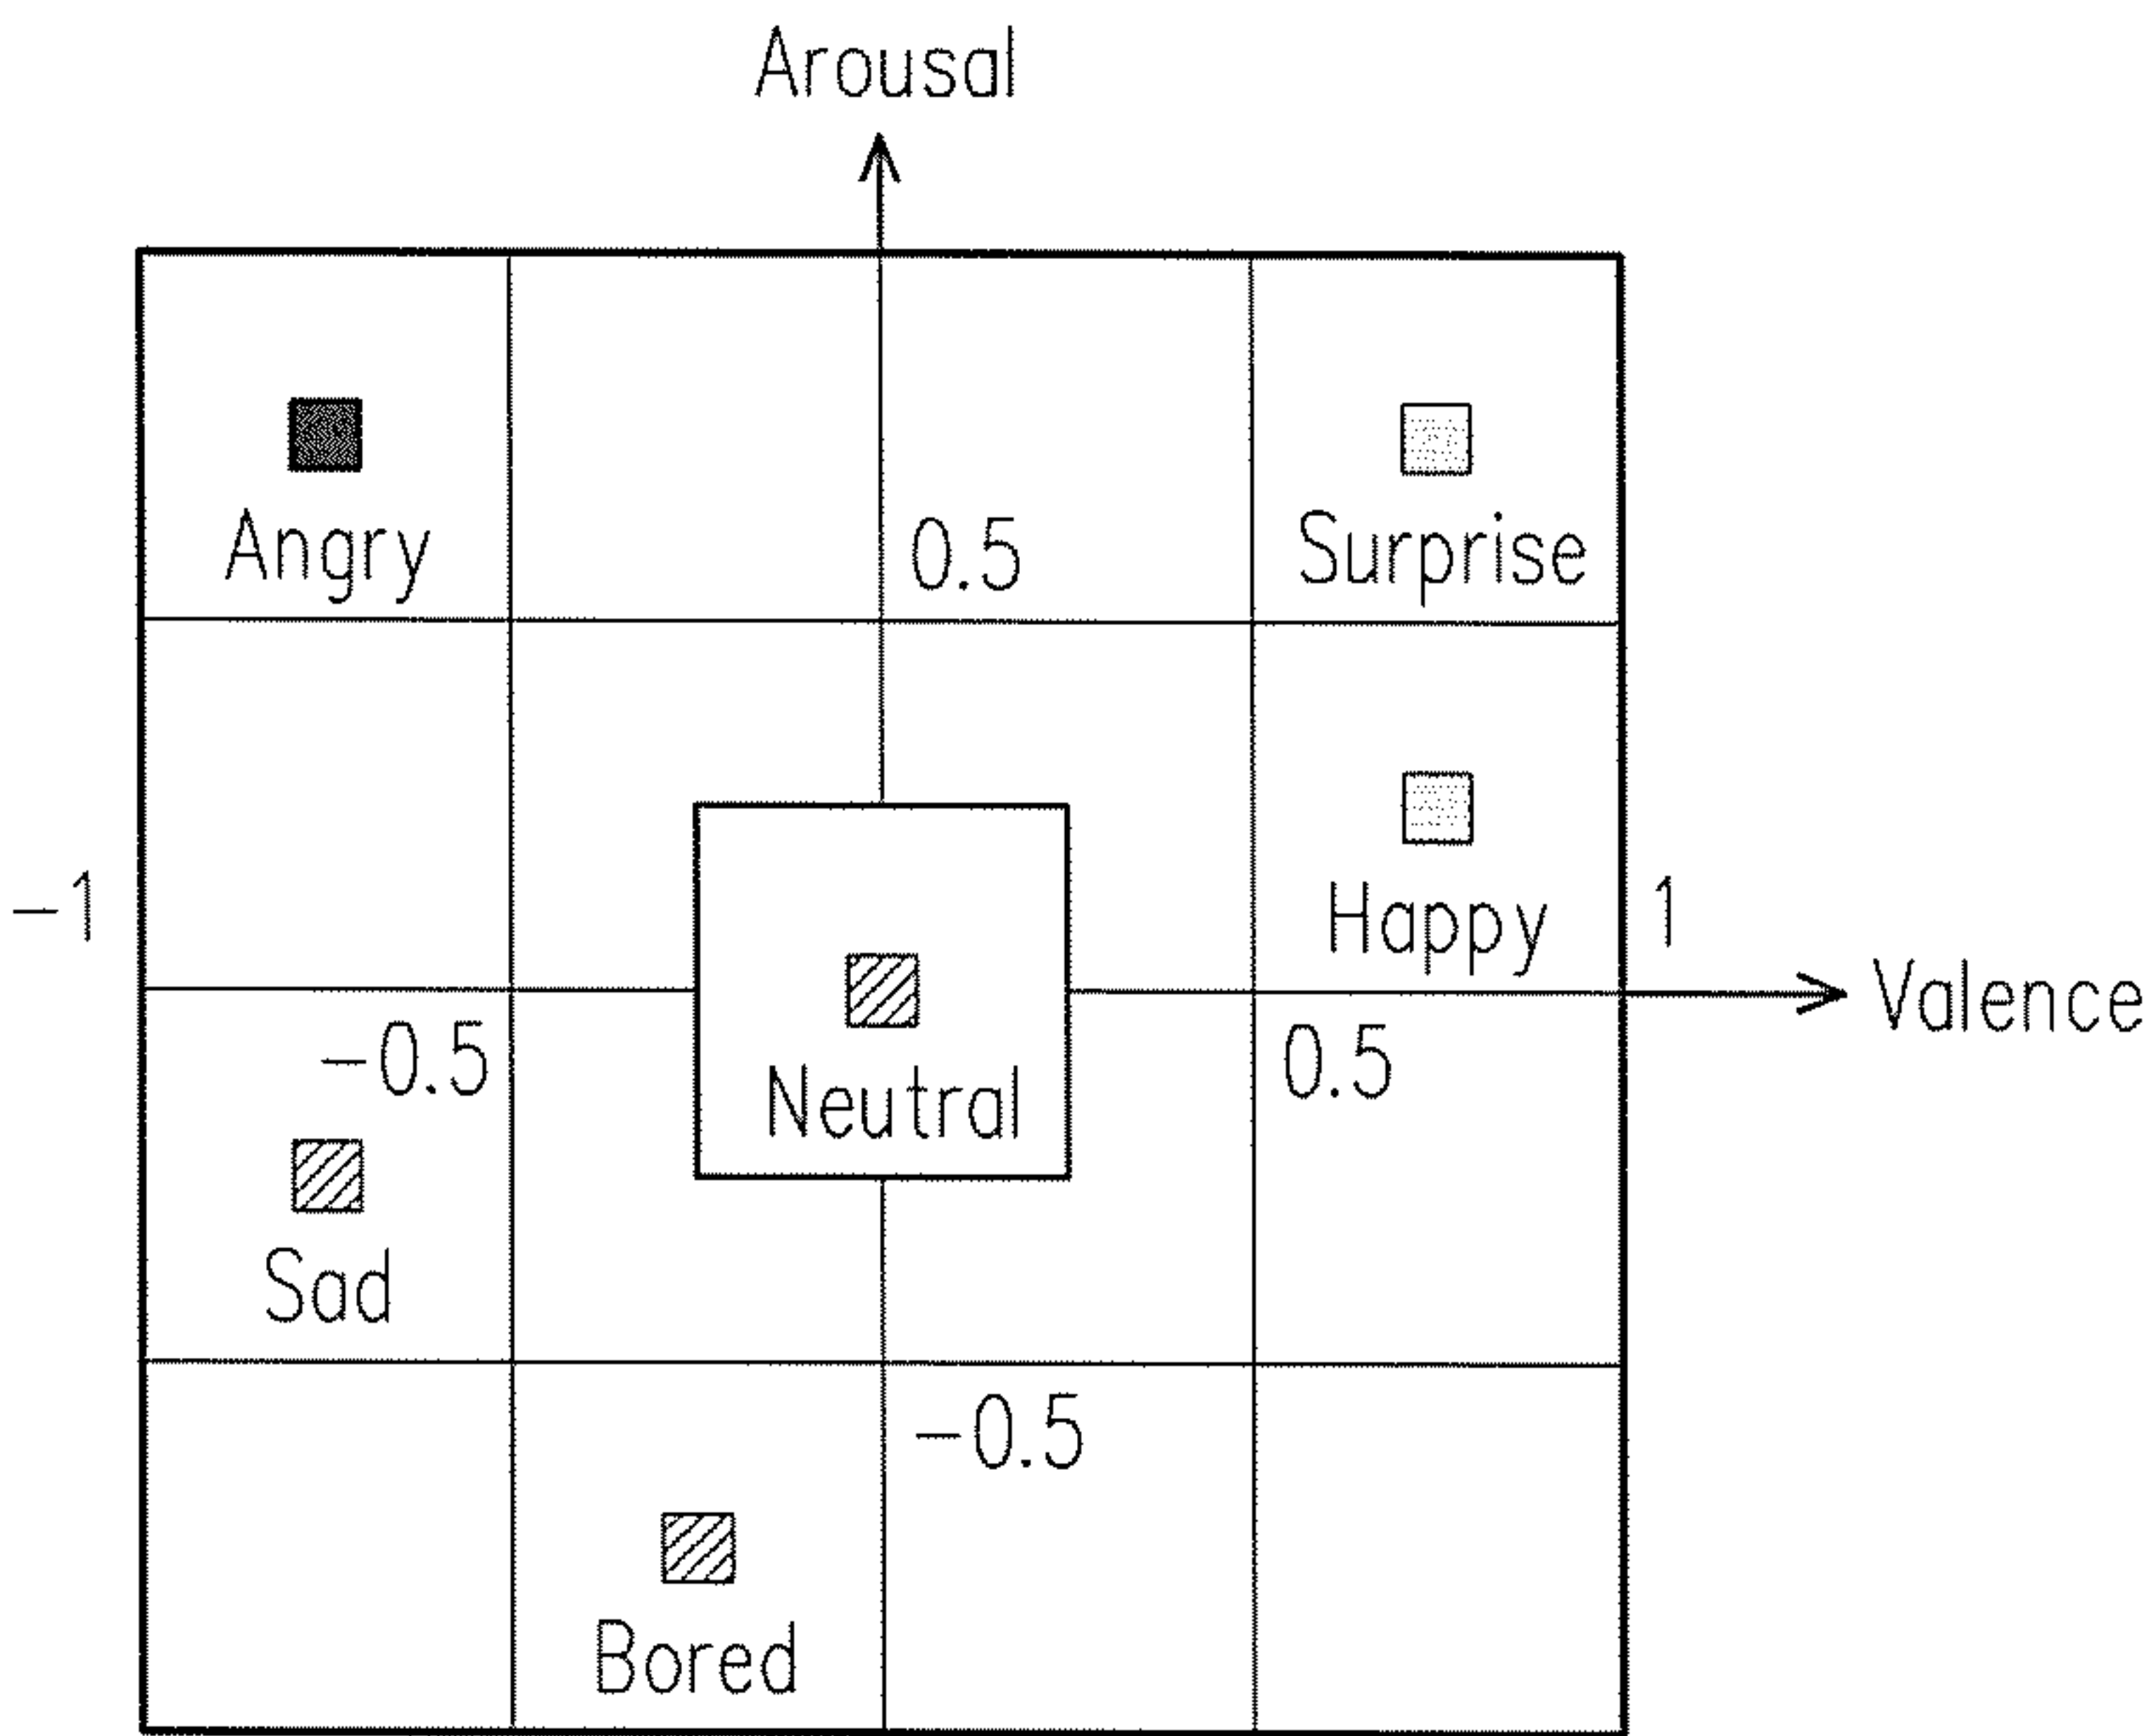 Arousal
Angry
0.5
Surprise
-1
Happy
1
Valence
-0.5
Neutral
0.5
Sad
-0.5
Bored